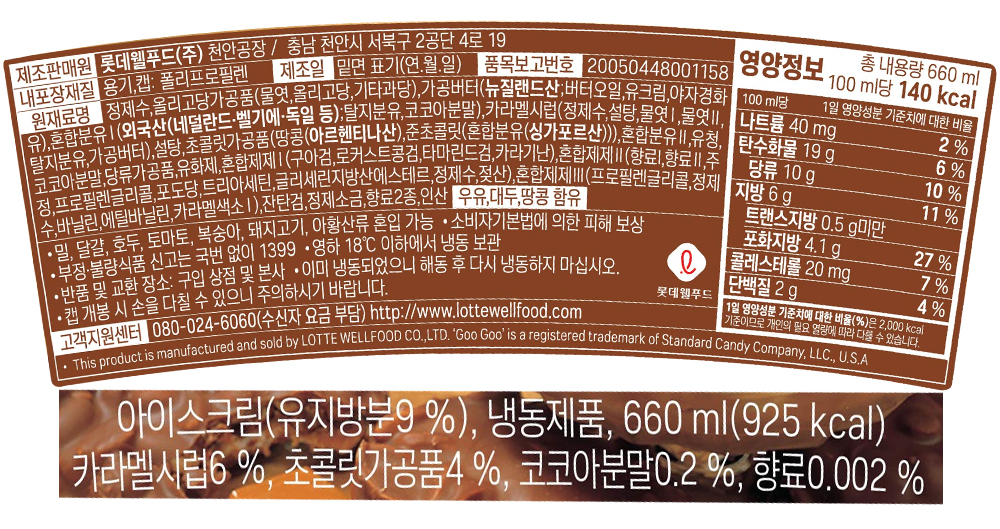 제조판매원 롯데웰푸드(주) 천안공장 / 충남 천안시 서북구 2공단 4로 19
내포장재질 용기,캡: 폴리프로필렌 제조일 밑면 표기(연.월.일) 품목보고번호 20050448001158
원재료명 정제수,올리고당가공품(물엿,올리고당,기타과당),가공버터(뉴질랜드산;버터오일,유크림,야자경화
유),혼합분유Ⅰ(외국산(네덜란드·벨기에·독일 등);탈지분유,코코아분말),카라멜시럽(정제수,설탕,물엿Ⅰ,물엿Ⅱ,
탈지분유,가공버터),설탕,초콜릿가공품(땅콩(아르헨티나산),준초콜릿(혼합분유(싱가포르산))),혼합분유Ⅱ,유청,
코코아분말,당류가공품,유화제,혼합제제Ⅰ(구아검,로커스트콩검,타마린드검,카라기난),혼합제제Ⅱ(향료Ⅰ,향료Ⅱ,주
정,프로필렌글리콜,포도당,트리아세틴,글리세린지방산에스테르,정제수,젖산),혼합제제Ⅲ(프로필렌글리콜,정제
수,바닐린,에틸바닐린,카라멜색소Ⅰ),잔탄검,정제소금,향료2종,인산 우유,대두,땅콩 함유
• 밀, 달걀, 호두, 토마토, 복숭아, 돼지고기, 아황산류 혼입 가능 • 소비자기본법에 의한 피해 보상
• 부정·불량식품 신고는 국번 없이 1399 • 영하 18℃ 이하에서 냉동 보관
• 반품 및 교환 장소: 구입 상점 및 본사 • 이미 냉동되었으니 해동 후 다시 냉동하지 마십시오.
• 캡 개봉 시 손을 다칠 수 있으니 주의하시기 바랍니다.
롯데웰푸드
고객지원센터 080-024-6060(수신자 요금 부담) http://www.lottewellfood.com
• This product is manufactured and sold by LOTTE WELLFOOD CO.,LTD. 'Goo Goo' is a registered trademark of Standard Candy Company, LLC., U.S.A
영양정보 총 내용량 660 ml
100 ml당 140 kcal
100 ml당 1일 영양성분 기준치에 대한 비율
나트륨 40 mg 2 %
탄수화물 19 g 6 %
당류 10 g 10 %
지방 6 g 11 %
트랜스지방 0.5 g미만
포화지방 4.1 g 27 %
콜레스테롤 20 mg 7 %
단백질 2 g 4 %
1일 영양성분 기준치에 대한 비율(%)은 2,000 kcal
기준이므로 개인의 필요 열량에 따라 다를 수 있습니다.
아이스크림(유지방분9 %), 냉동제품, 660 ml(925 kcal)
카라멜시럽6 %, 초콜릿가공품4 %, 코코아분말0.2 %, 향료0.002 %